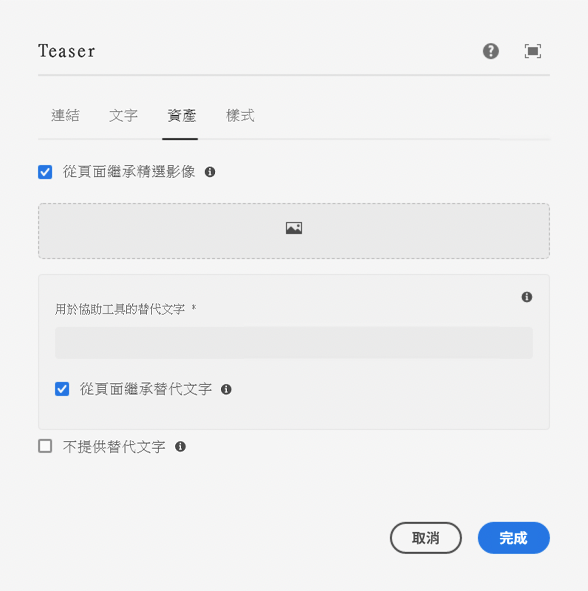 Teaser
連結 文字 資產 樣式
從頁面繼承精選影像
用於協助工具的替代文字 *
從頁面繼承替代文字
不提供替代文字
取消 完成